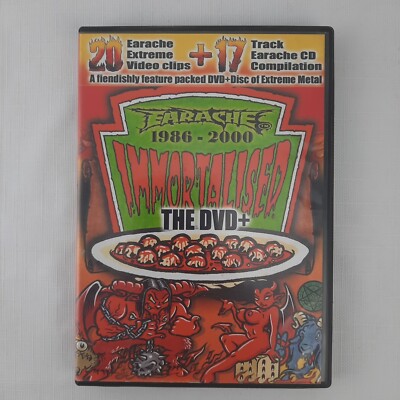 20 Earache Extreme Video clips + 17 Track Earache CD Compilation
A fiendishly feature packed DVD+Disc of Extreme Metal
EARACHE
1986 - 2000
IMMORTALISED
THE DVD+